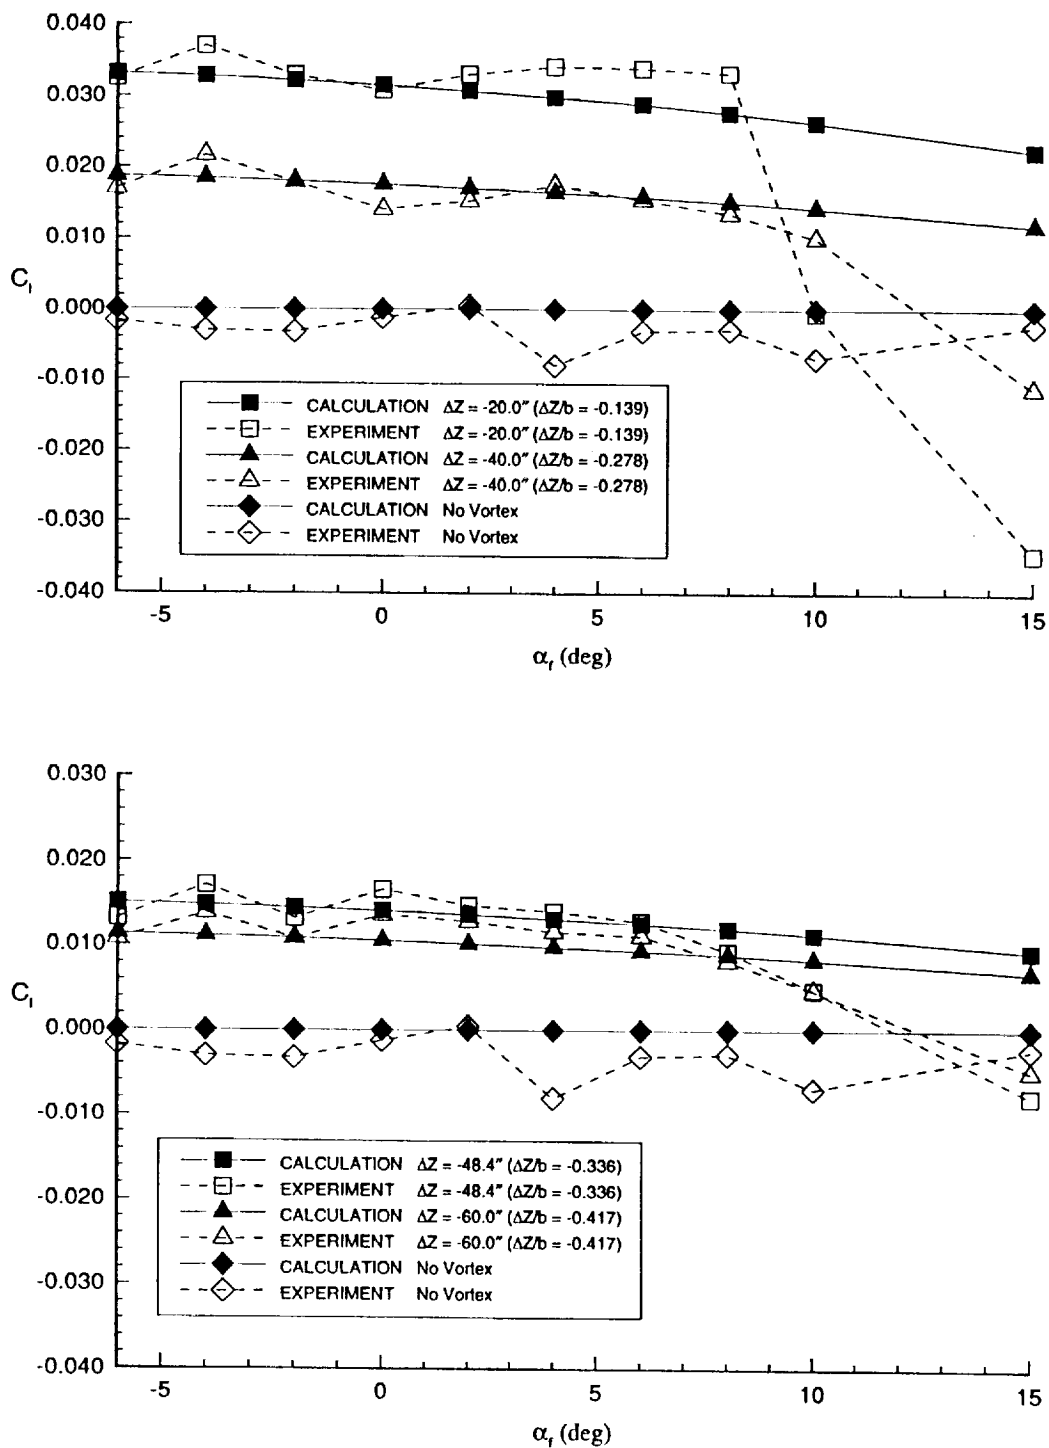 0.040
0.030
0.020
0.010
0.000
-0.010
-0.020
-0.030
-0.040
C_l
CALCULATION ΔZ = -20.0" (ΔZ/b = -0.139)
EXPERIMENT ΔZ = -20.0" (ΔZ/b = -0.139)
CALCULATION ΔZ = -40.0" (ΔZ/b = -0.278)
EXPERIMENT ΔZ = -40.0" (ΔZ/b = -0.278)
CALCULATION No Vortex
EXPERIMENT No Vortex
-5 0 5 10 15
α_f (deg)
0.030
0.020
0.010
0.000
-0.010
-0.020
-0.030
-0.040
C_l
CALCULATION ΔZ = -48.4" (ΔZ/b = -0.336)
EXPERIMENT ΔZ = -48.4" (ΔZ/b = -0.336)
CALCULATION ΔZ = -60.0" (ΔZ/b = -0.417)
EXPERIMENT ΔZ = -60.0" (ΔZ/b = -0.417)
CALCULATION No Vortex
EXPERIMENT No Vortex
-5 0 5 10 15
α_f (deg)